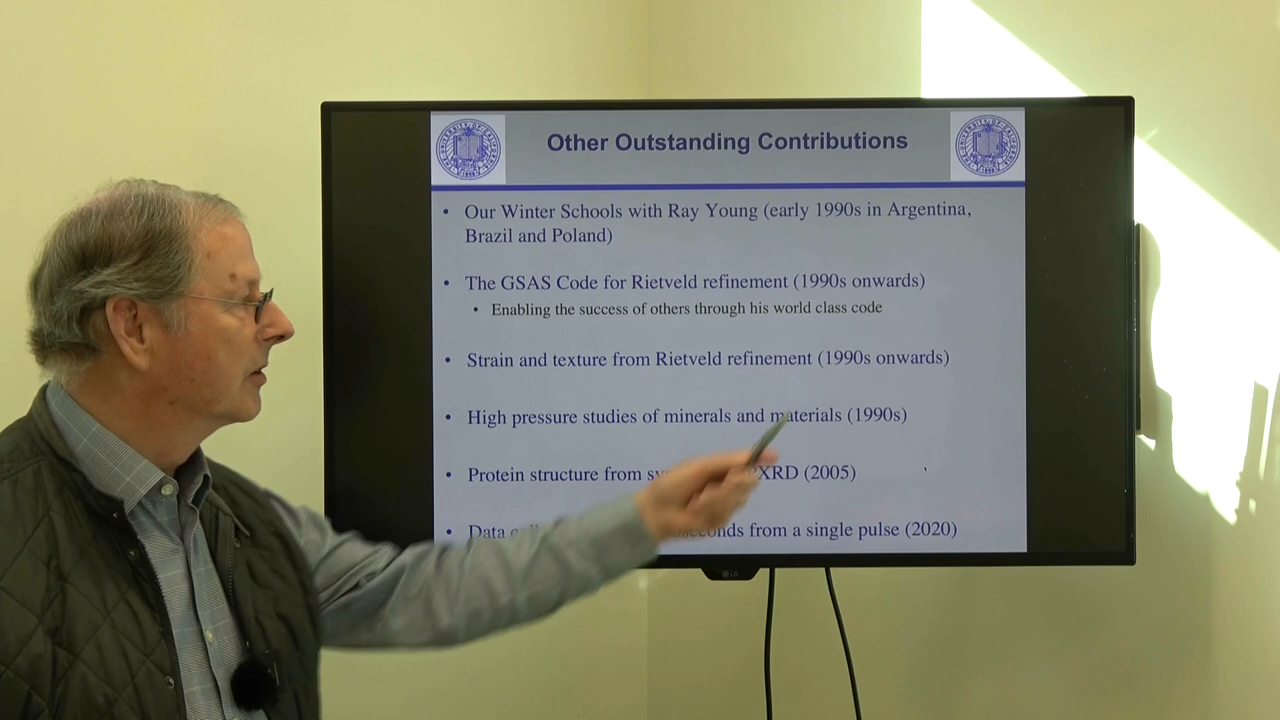 Other Outstanding Contributions
• Our Winter Schools with Ray Young (early 1990s in Argentina,
Brazil and Poland)
• The GSAS Code for Rietveld refinement (1990s onwards)
• Enabling the success of others through his world class code
• Strain and texture from Rietveld refinement (1990s onwards)
• High pressure studies of minerals and materials (1990s)
• Protein structure from XRD (2005)
• Data from a single pulse (2020)
LG